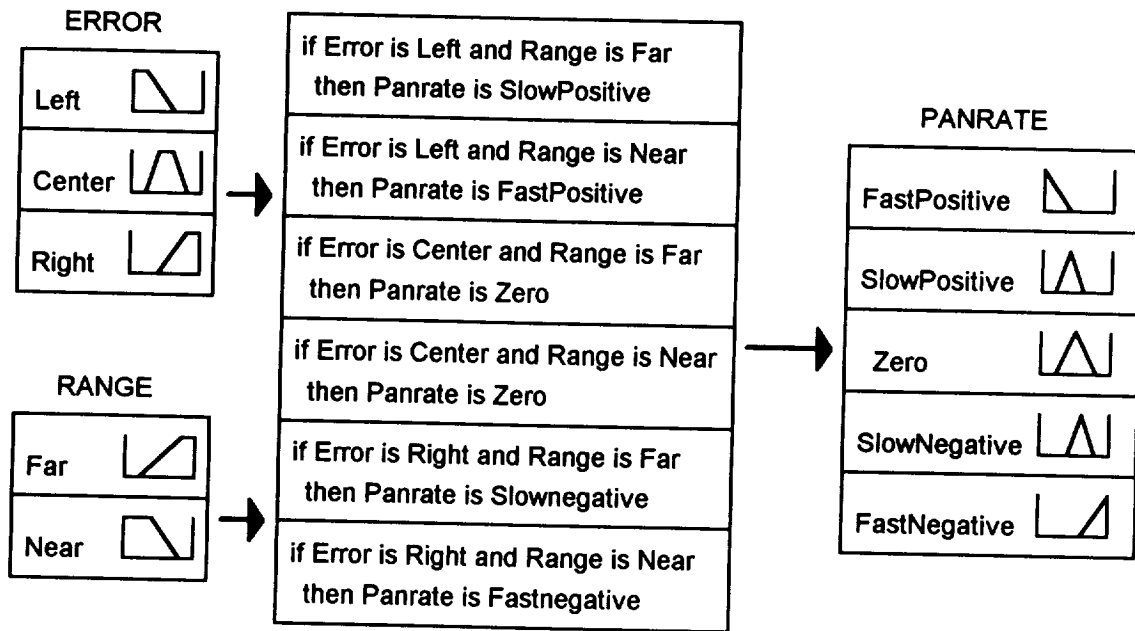 ERROR
Left
Center
Right
RANGE
Far
Near
if Error is Left and Range is Far
then Panrate is SlowPositive
if Error is Left and Range is Near
then Panrate is FastPositive
if Error is Center and Range is Far
then Panrate is Zero
if Error is Center and Range is Near
then Panrate is Zero
if Error is Right and Range is Far
then Panrate is Slownegative
if Error is Right and Range is Near
then Panrate is Fastnegative
PANRATE
FastPositive
SlowPositive
Zero
SlowNegative
FastNegative